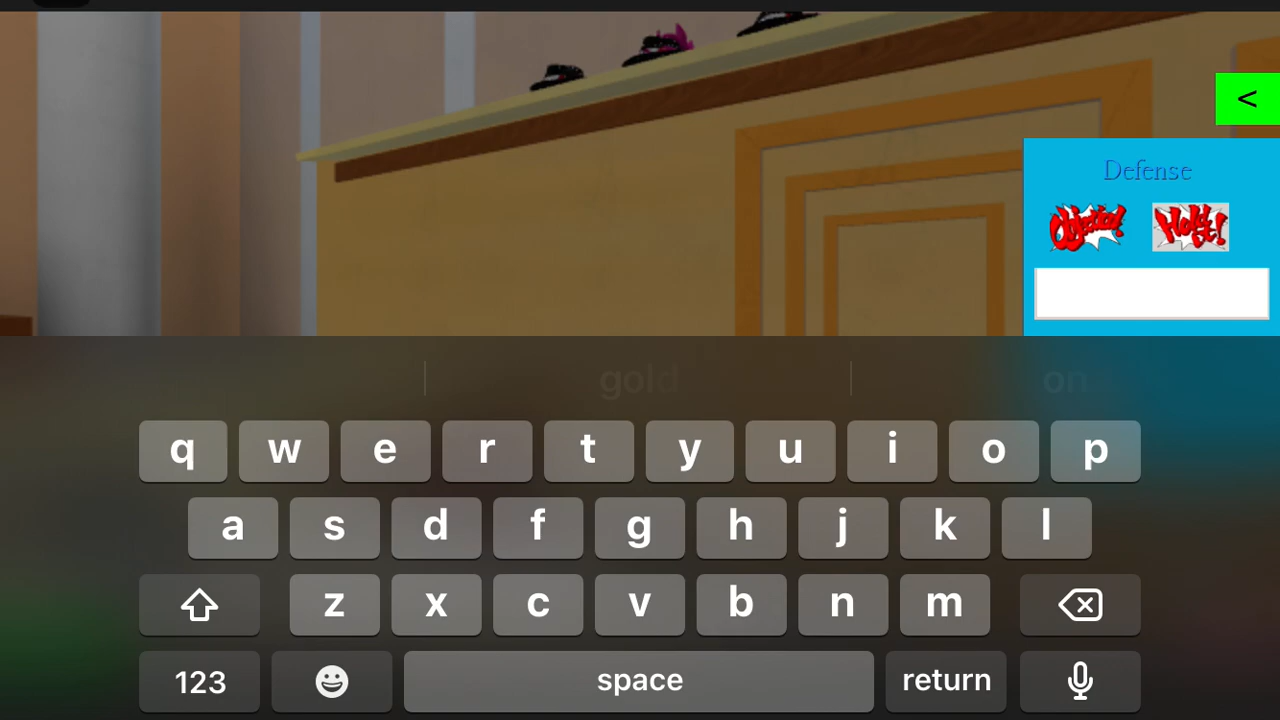 <
Defense
Objection! Hold it!
gold on
q w e r t y u i o p
a s d f g h j k l
z x c v b n m
123 space return